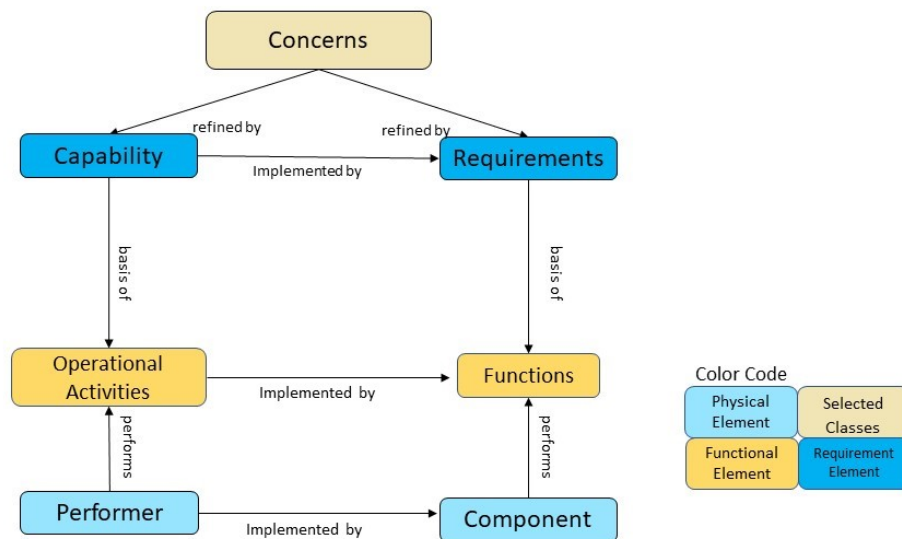 Concerns
refined by
refined by
Capability
Requirements
Implemented by
basis of
basis of
Operational
Activities
Functions
Implemented by
performs
performs
Performer
Component
Implemented by
Color Code
Physical
Element
Selected
Classes
Functional
Element
Requirement
Element